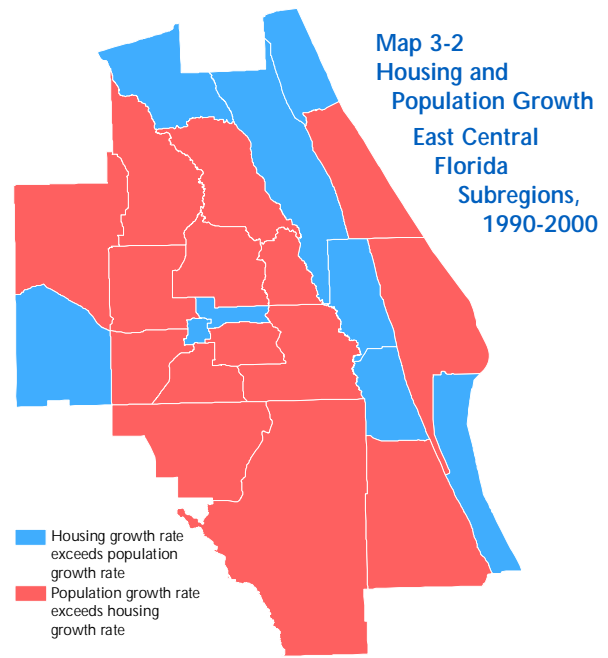 Map 3-2
Housing and
Population Growth
East Central
Florida
Subregions,
1990-2000
Housing growth rate
exceeds population
growth rate
Population growth rate
exceeds housing
growth rate